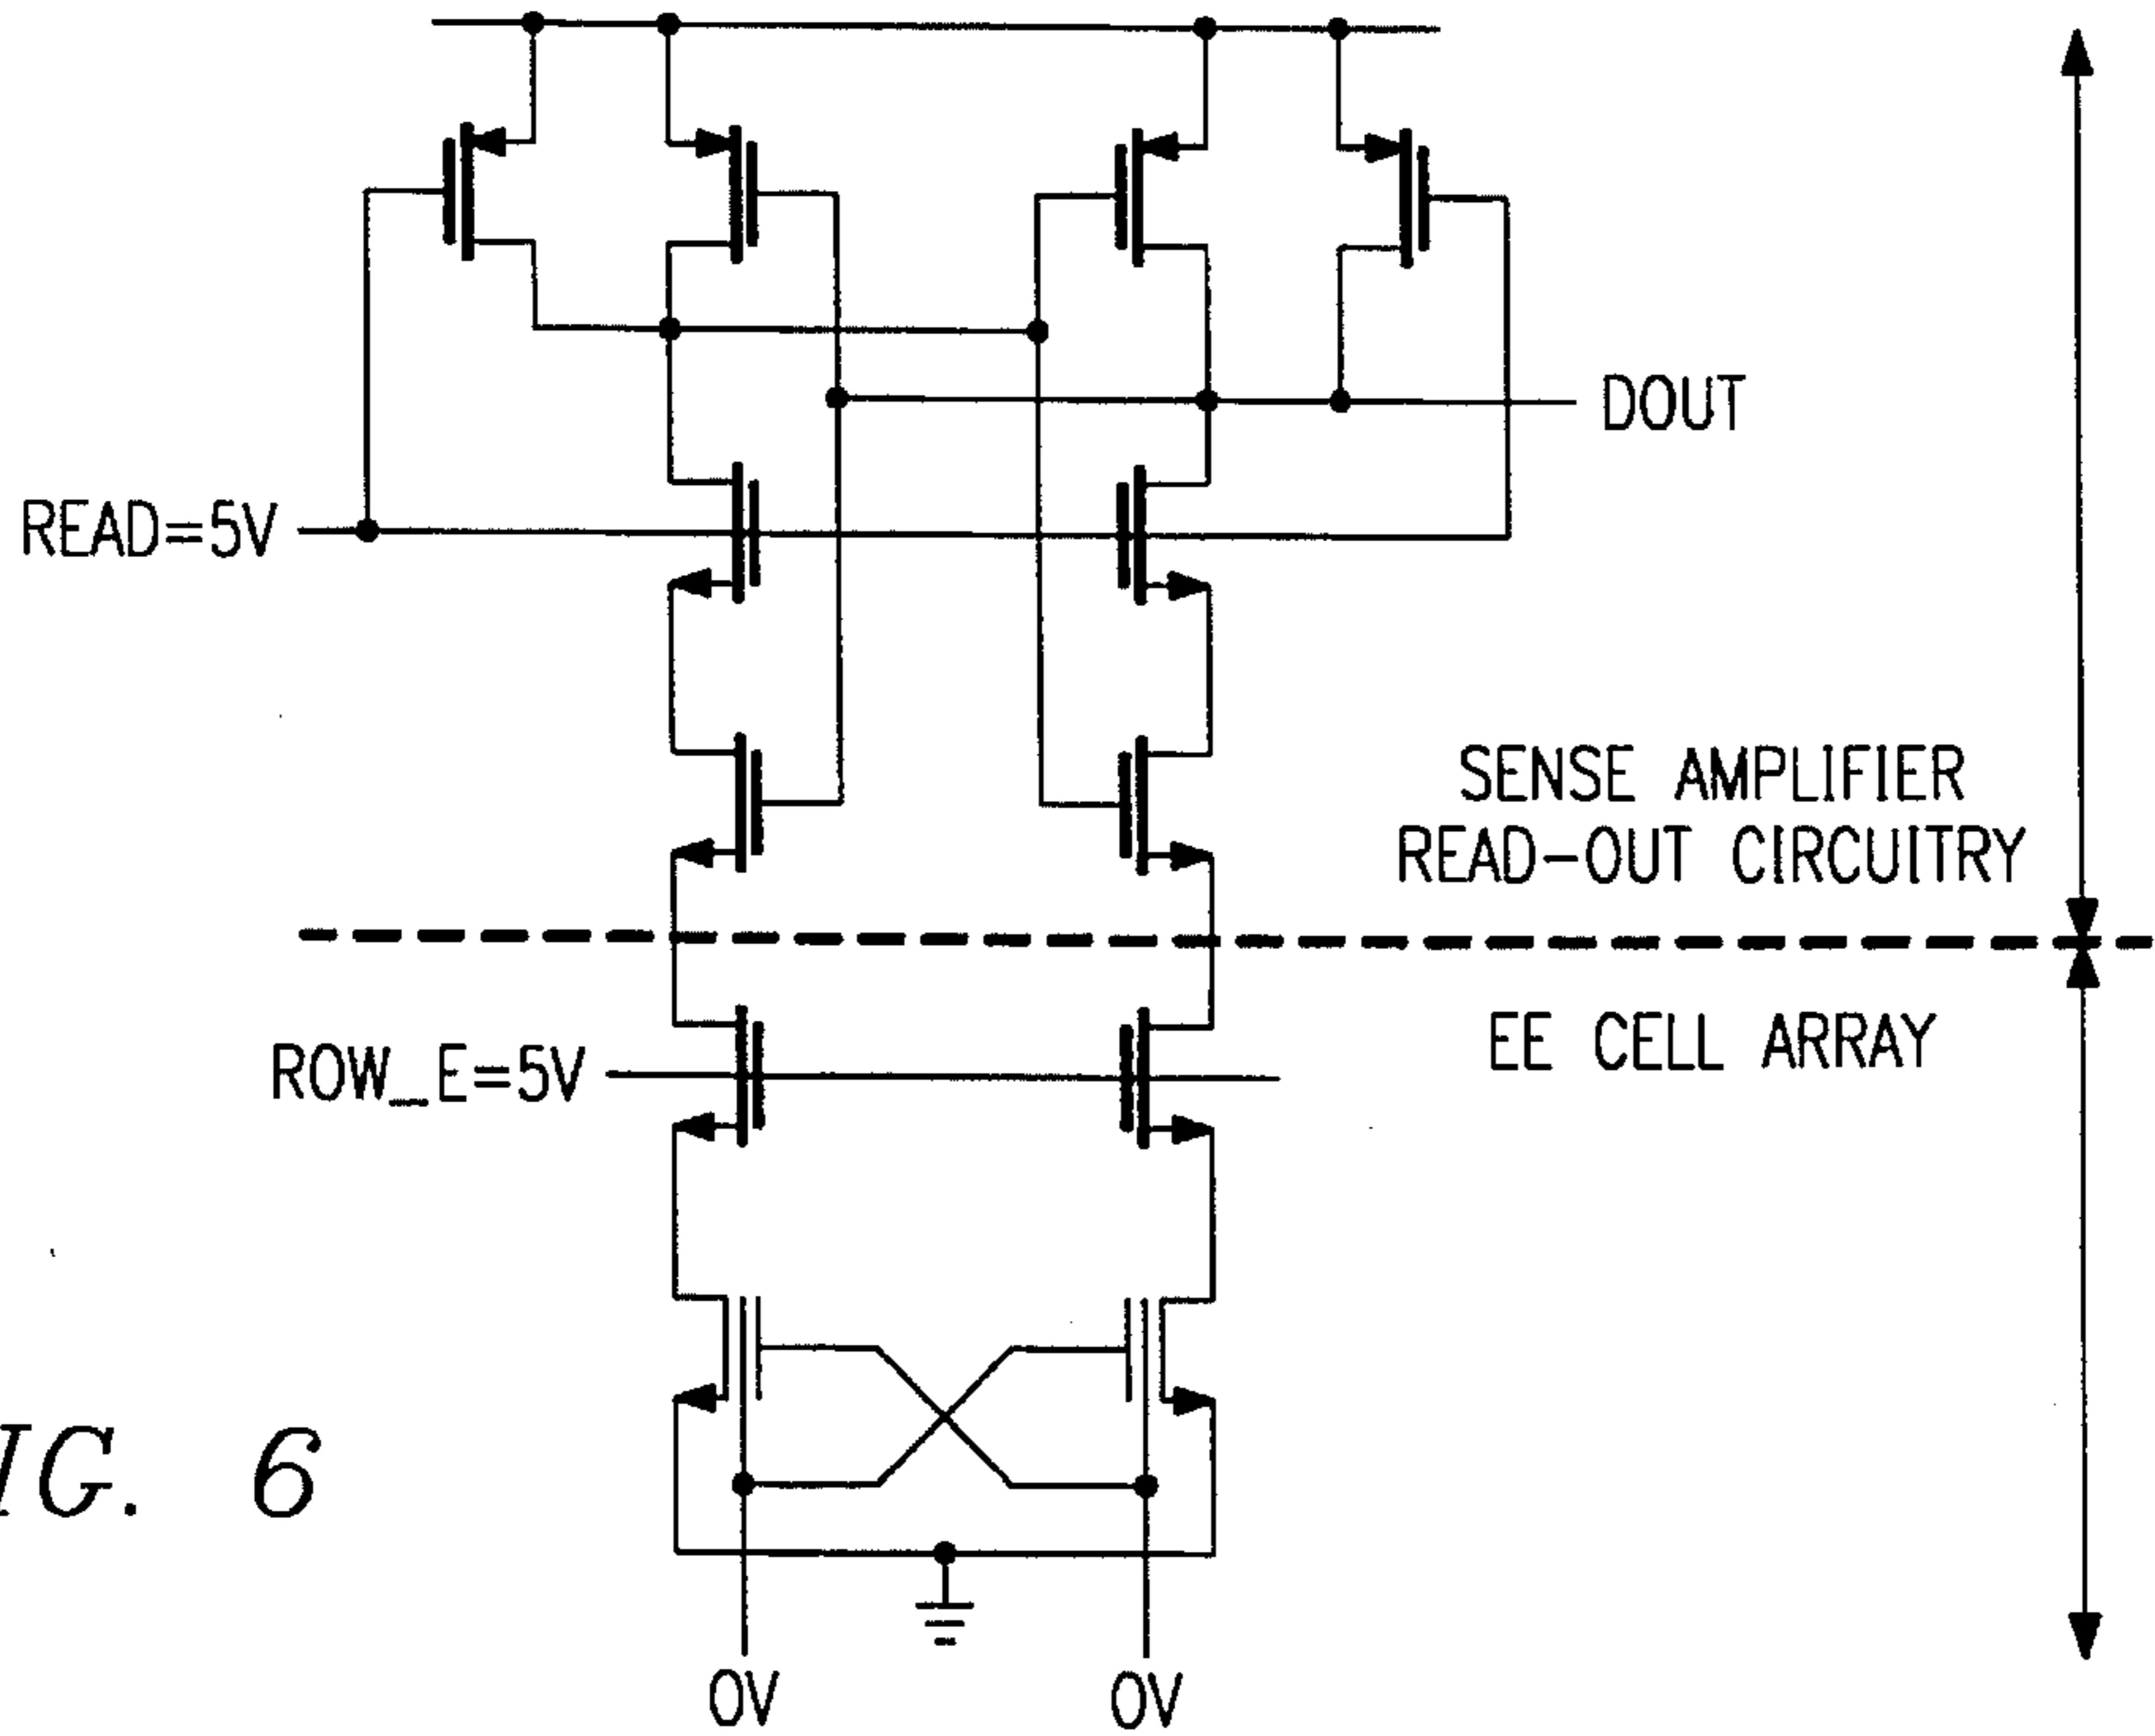 DOUT
READ=5V
SENSE AMPLIFIER
READ-OUT CIRCUITRY
EE CELL ARRAY
ROW_E=5V
IG. 6
0V 0V